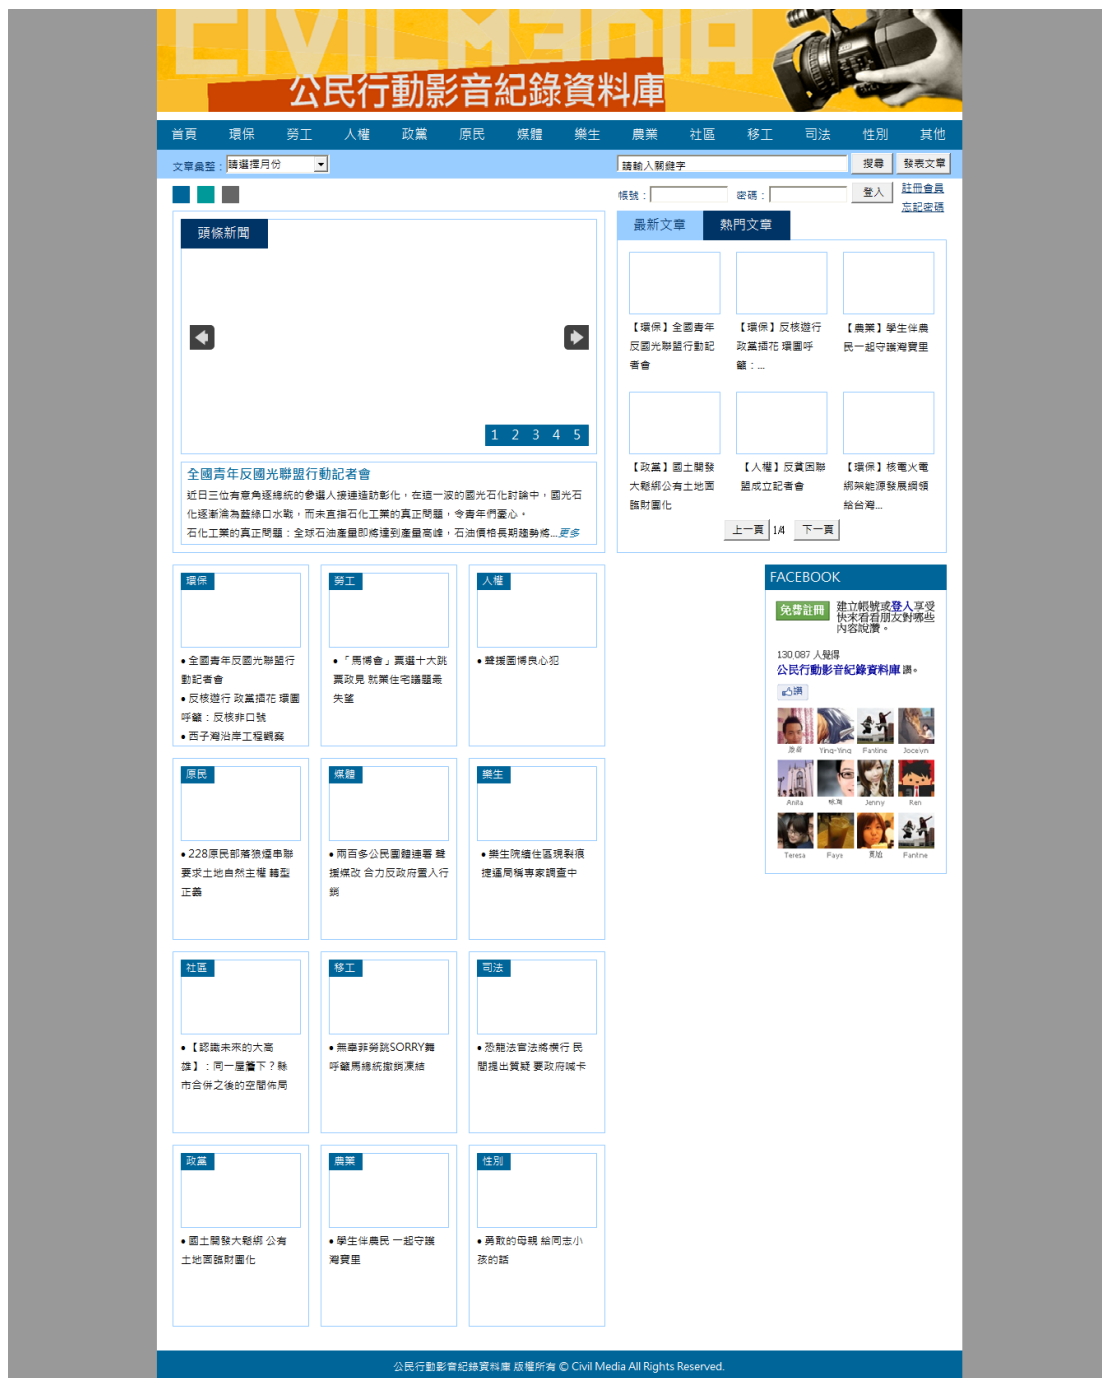 CIVILM3DIA
公民行動影音紀錄資料庫
首頁 環保 勞工 人權 政黨 原民 媒體 樂生 農業 社區 移工 司法 性別 其他
文章彙整： 請選擇月份 請輸入關鍵字 搜尋 發表文章
帳號： 密碼： 登入 註冊會員
忘記密碼
頭條新聞
1 2 3 4 5
全國青年反國光聯盟行動記者會
近日三位有意角逐總統的參選人接連造訪彰化，在這一波的國光石化討論中，國光石
化逐漸淪為藍綠口水戰，而未直指石化工業的真正問題，令青年們憂心。
石化工業的真正問題：全球石油產量即將達到產量高峰，石油價格長期趨勢將...更多
最新文章 熱門文章
【環保】全國青年
反國光聯盟行動記
者會
【環保】反核遊行
政黨插花 環團呼
籲：...
【農業】學生伴農
民一起守護灣寶里
【政黨】國土開發
大鬆綁公有土地面
臨財團化
【人權】反貧困聯
盟成立記者會
【環保】核電火電
綁架能源發展綱領
給台灣...
上一頁 1/4 下一頁
環保
• 全國青年反國光聯盟行
動記者會
• 反核遊行 政黨插花 環團
呼籲：反核非口號
• 西子灣沿岸工程觀察
勞工
• 「馬博會」票選十大跳
票政見 就業住宅議題最
失望
人權
• 聲援團博良心犯
FACEBOOK
免費註冊 建立帳號或登入享受
快來看看朋友對哪些
內容說讚。
130,087 人覺得
公民行動影音紀錄資料庫 讚。
讚
Ying-Ying Fantine Jocelyn
Anita 咏湘 Jenny Ren
Teresa Faye Fantine
原民
• 228原民部落狼煙串聯
要求土地自然主權 轉型
正義
媒體
• 兩百多公民團體連署 聲
援媒改 合力反政府置入行
銷
樂生
• 樂生院續住區現裂痕
捷運局稱專家調查中
社區
• 【認識未來的大高
雄】：同一屋簷下？縣
市合併之後的空間佈局
移工
• 無辜菲勞跳SORRY舞
呼籲馬總統撤銷凍結
司法
• 恐龍法官法將橫行 民
間提出質疑 要政府喊卡
政黨
• 國土開發大鬆綁 公有
土地面臨財團化
農業
• 學生伴農民 一起守護
灣寶里
性別
• 勇敢的母親 給同志小
孩的話
公民行動影音紀錄資料庫 版權所有 © Civil Media All Rights Reserved.